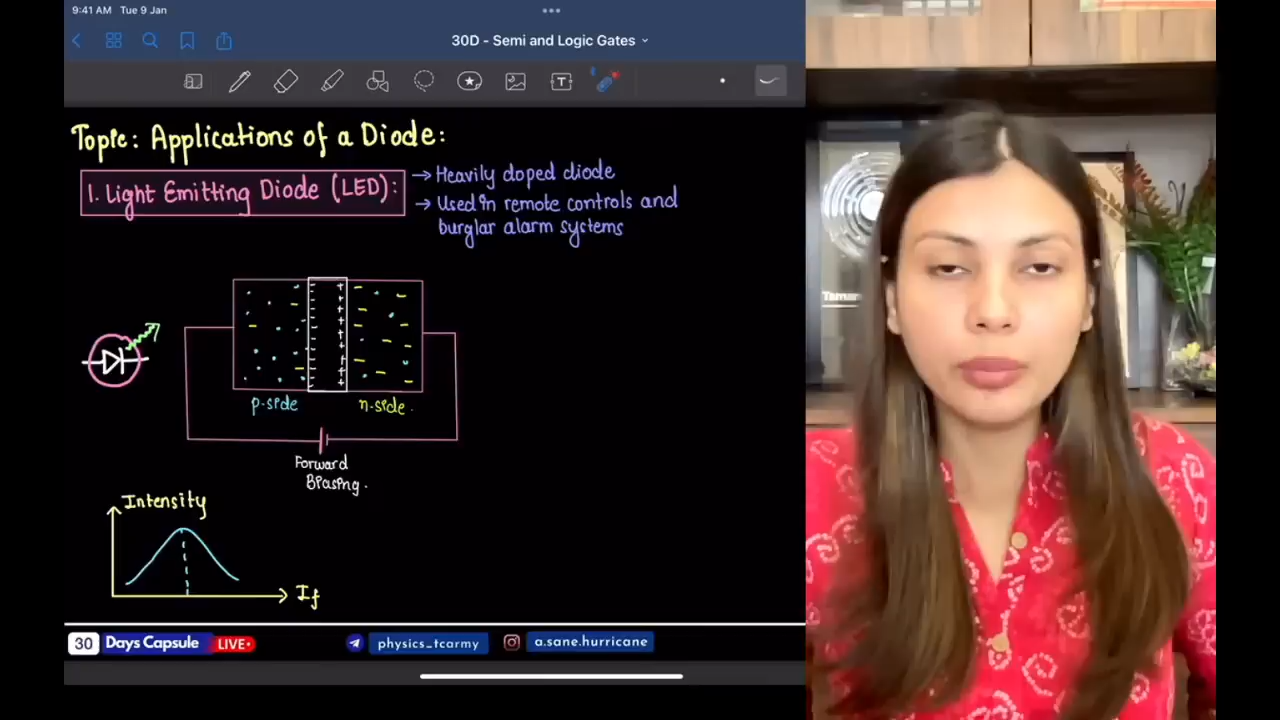 9:41 AM Tue 9 Jan
30D - Semi and Logic Gates
T
Topic: Applications of a Diode:
1. Light Emitting Diode (LED):
→ Heavily doped diode
→ Used in remote controls and
burglar alarm systems
p-side
n-side.
Forward
Biasing.
Intensity
If
30 Days Capsule LIVE
physics_tcarmy
a.sane.hurricane